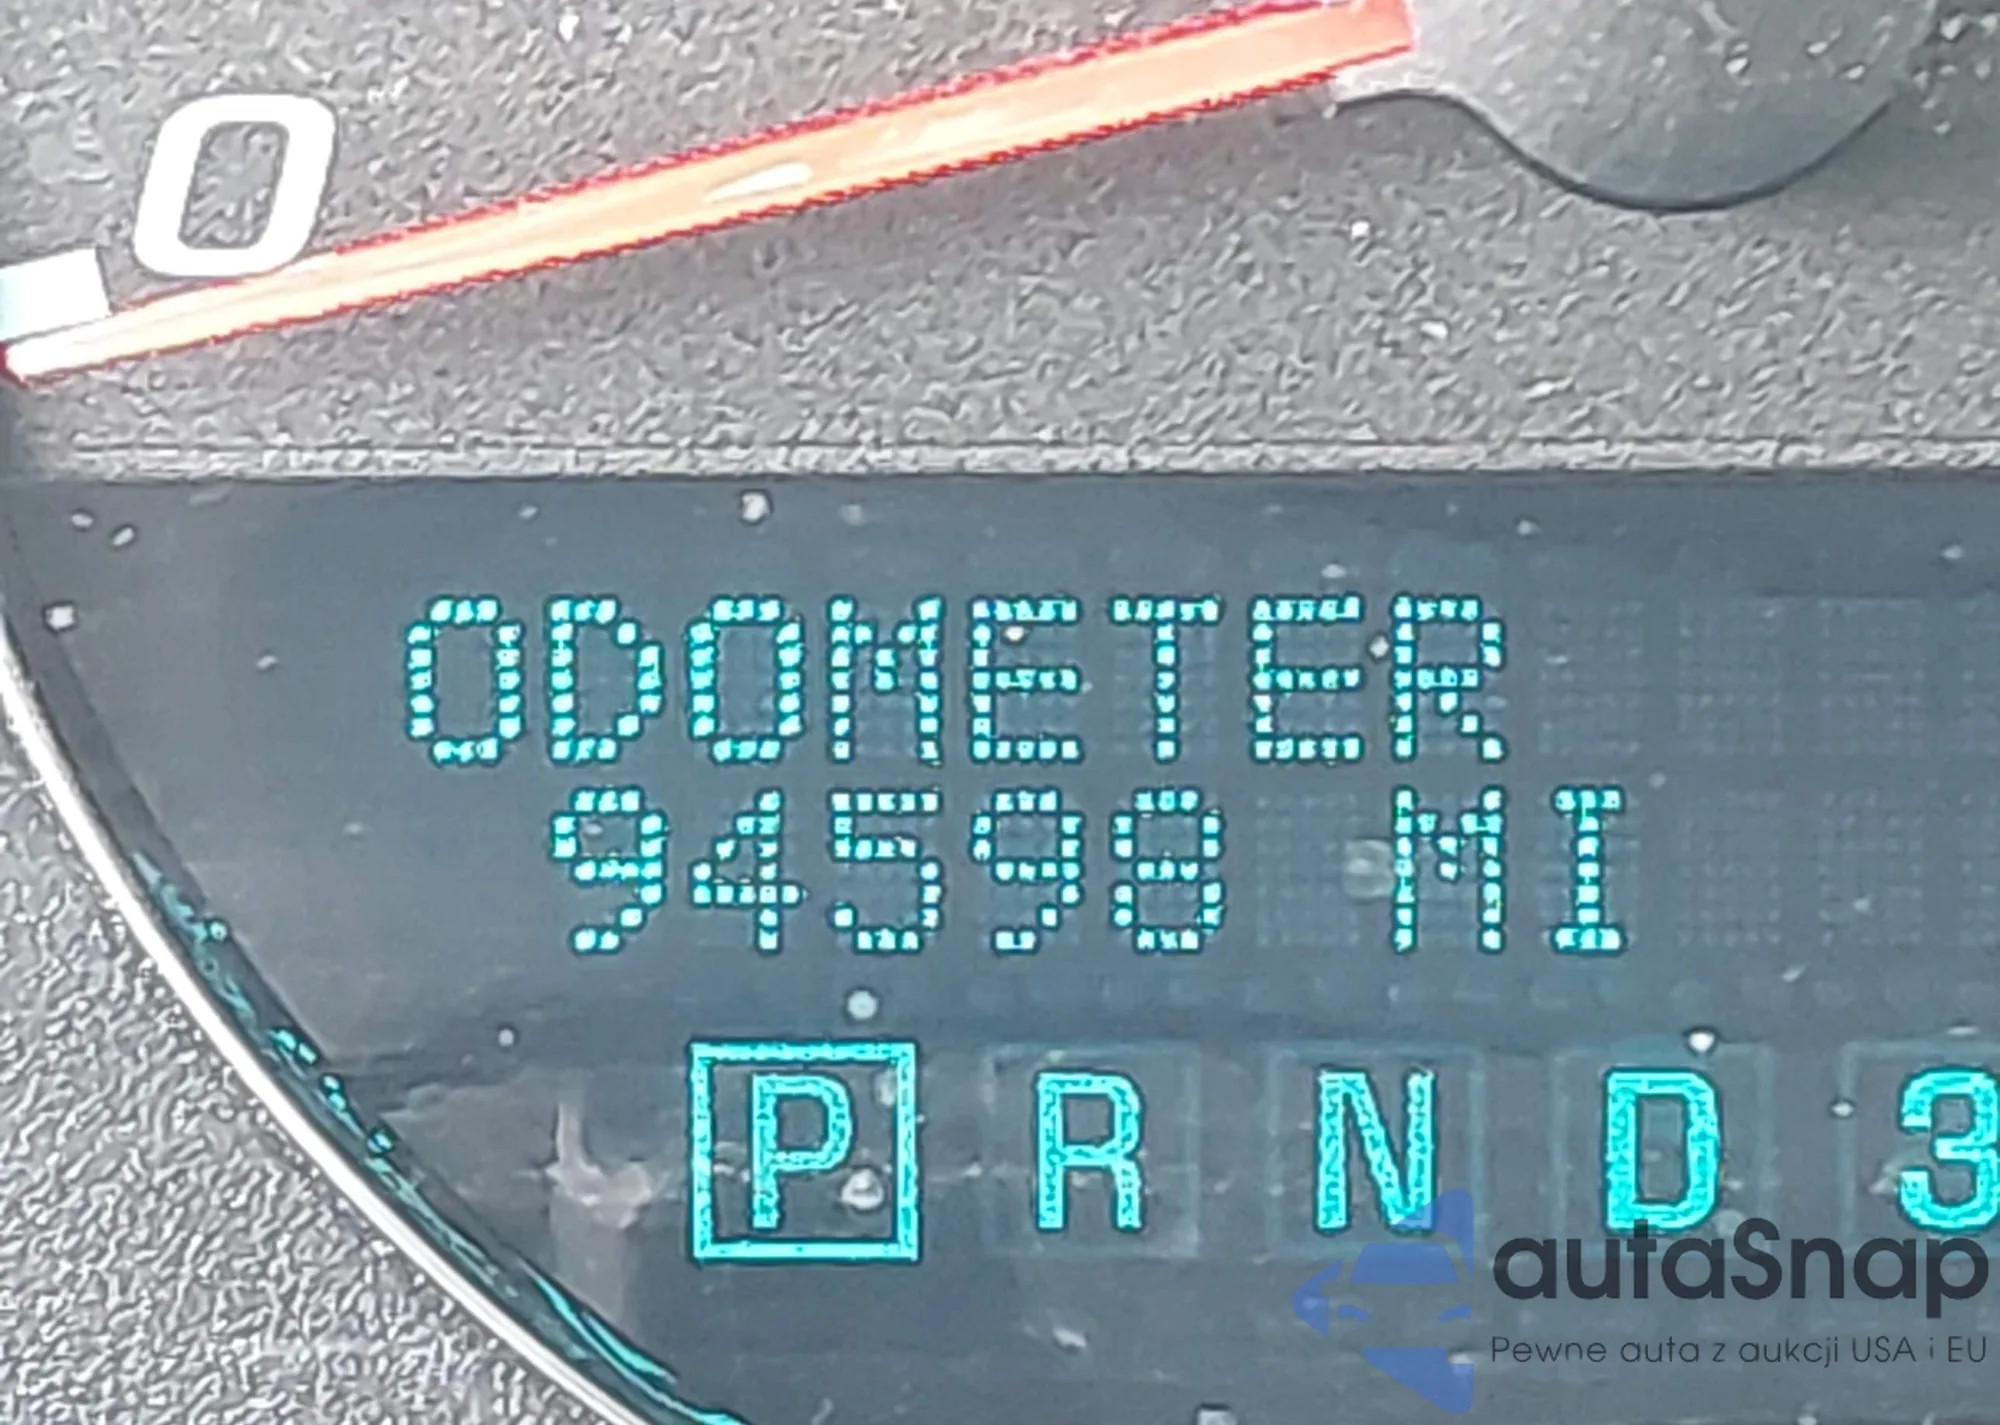 0
ODOMETER
94598 MI
P R N D 3
autaSnap
Pewne auta z aukcji USA i EU